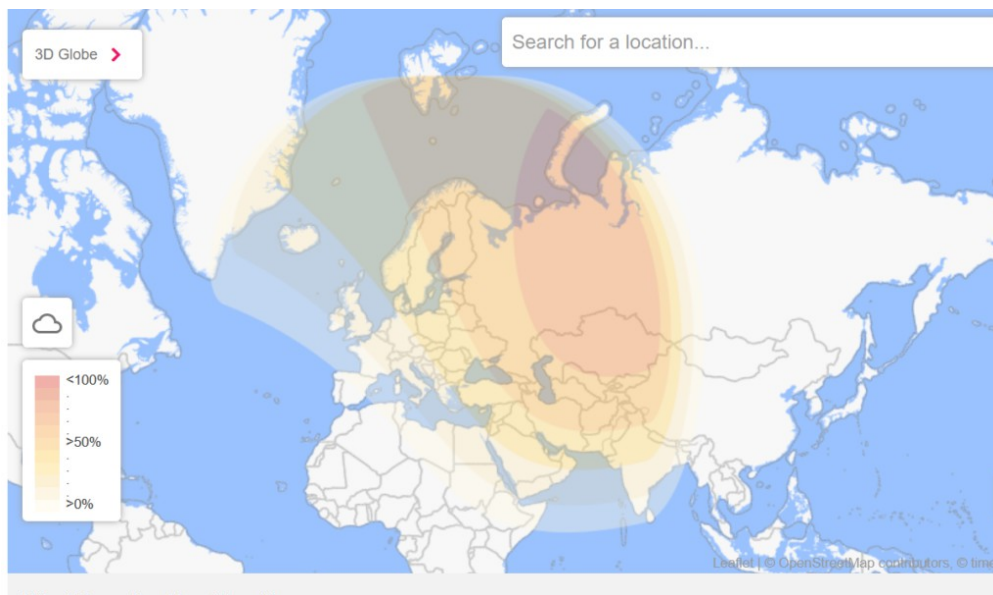 3D Globe
Search for a location...
<100%
>50%
>0%
Leaflet | © OpenStreetMap contributors, © time